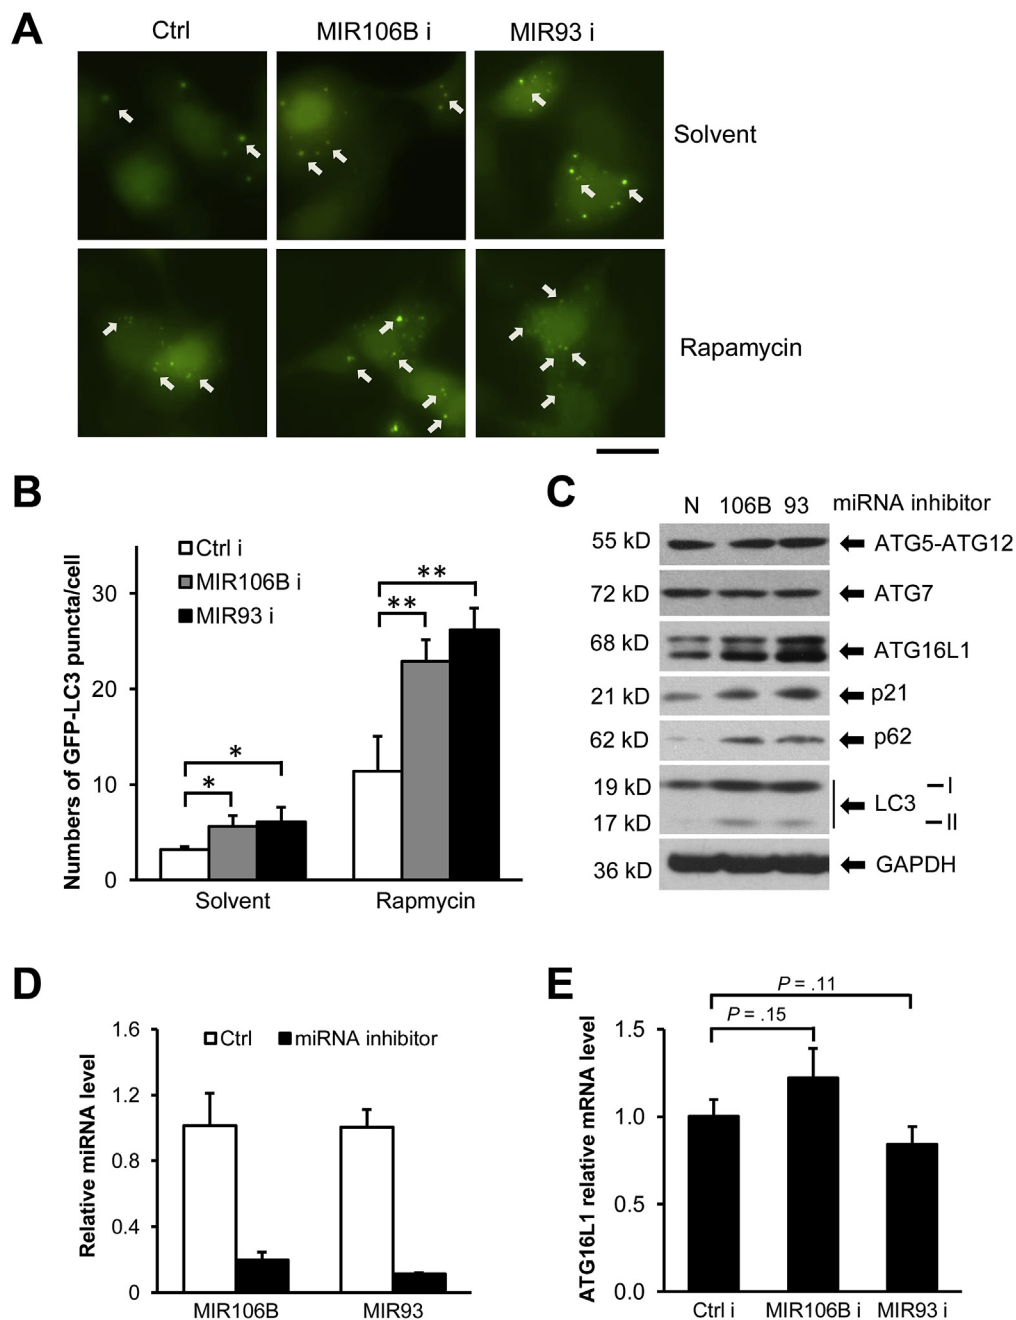 A
Ctrl
MIR106B i
MIR93 i
Solvent
Rapamycin
B
Numbers of GFP-LC3 puncta/cell
30
20
10
0
Ctrl i
MIR106B i
MIR93 i
*
*
**
**
Solvent
Rapmycin
C
N 106B 93 miRNA inhibitor
55 kD ATG5-ATG12
72 kD ATG7
68 kD ATG16L1
21 kD p21
62 kD p62
19 kD I
LC3
17 kD II
36 kD GAPDH
D
Relative miRNA level
1.6
1.2
0.8
0.4
0
Ctrl
miRNA inhibitor
MIR106B
MIR93
E
ATG16L1 relative mRNA level
1.5
1.0
0.5
0.0
P = .11
P = .15
Ctrl i
MIR106B i
MIR93 i